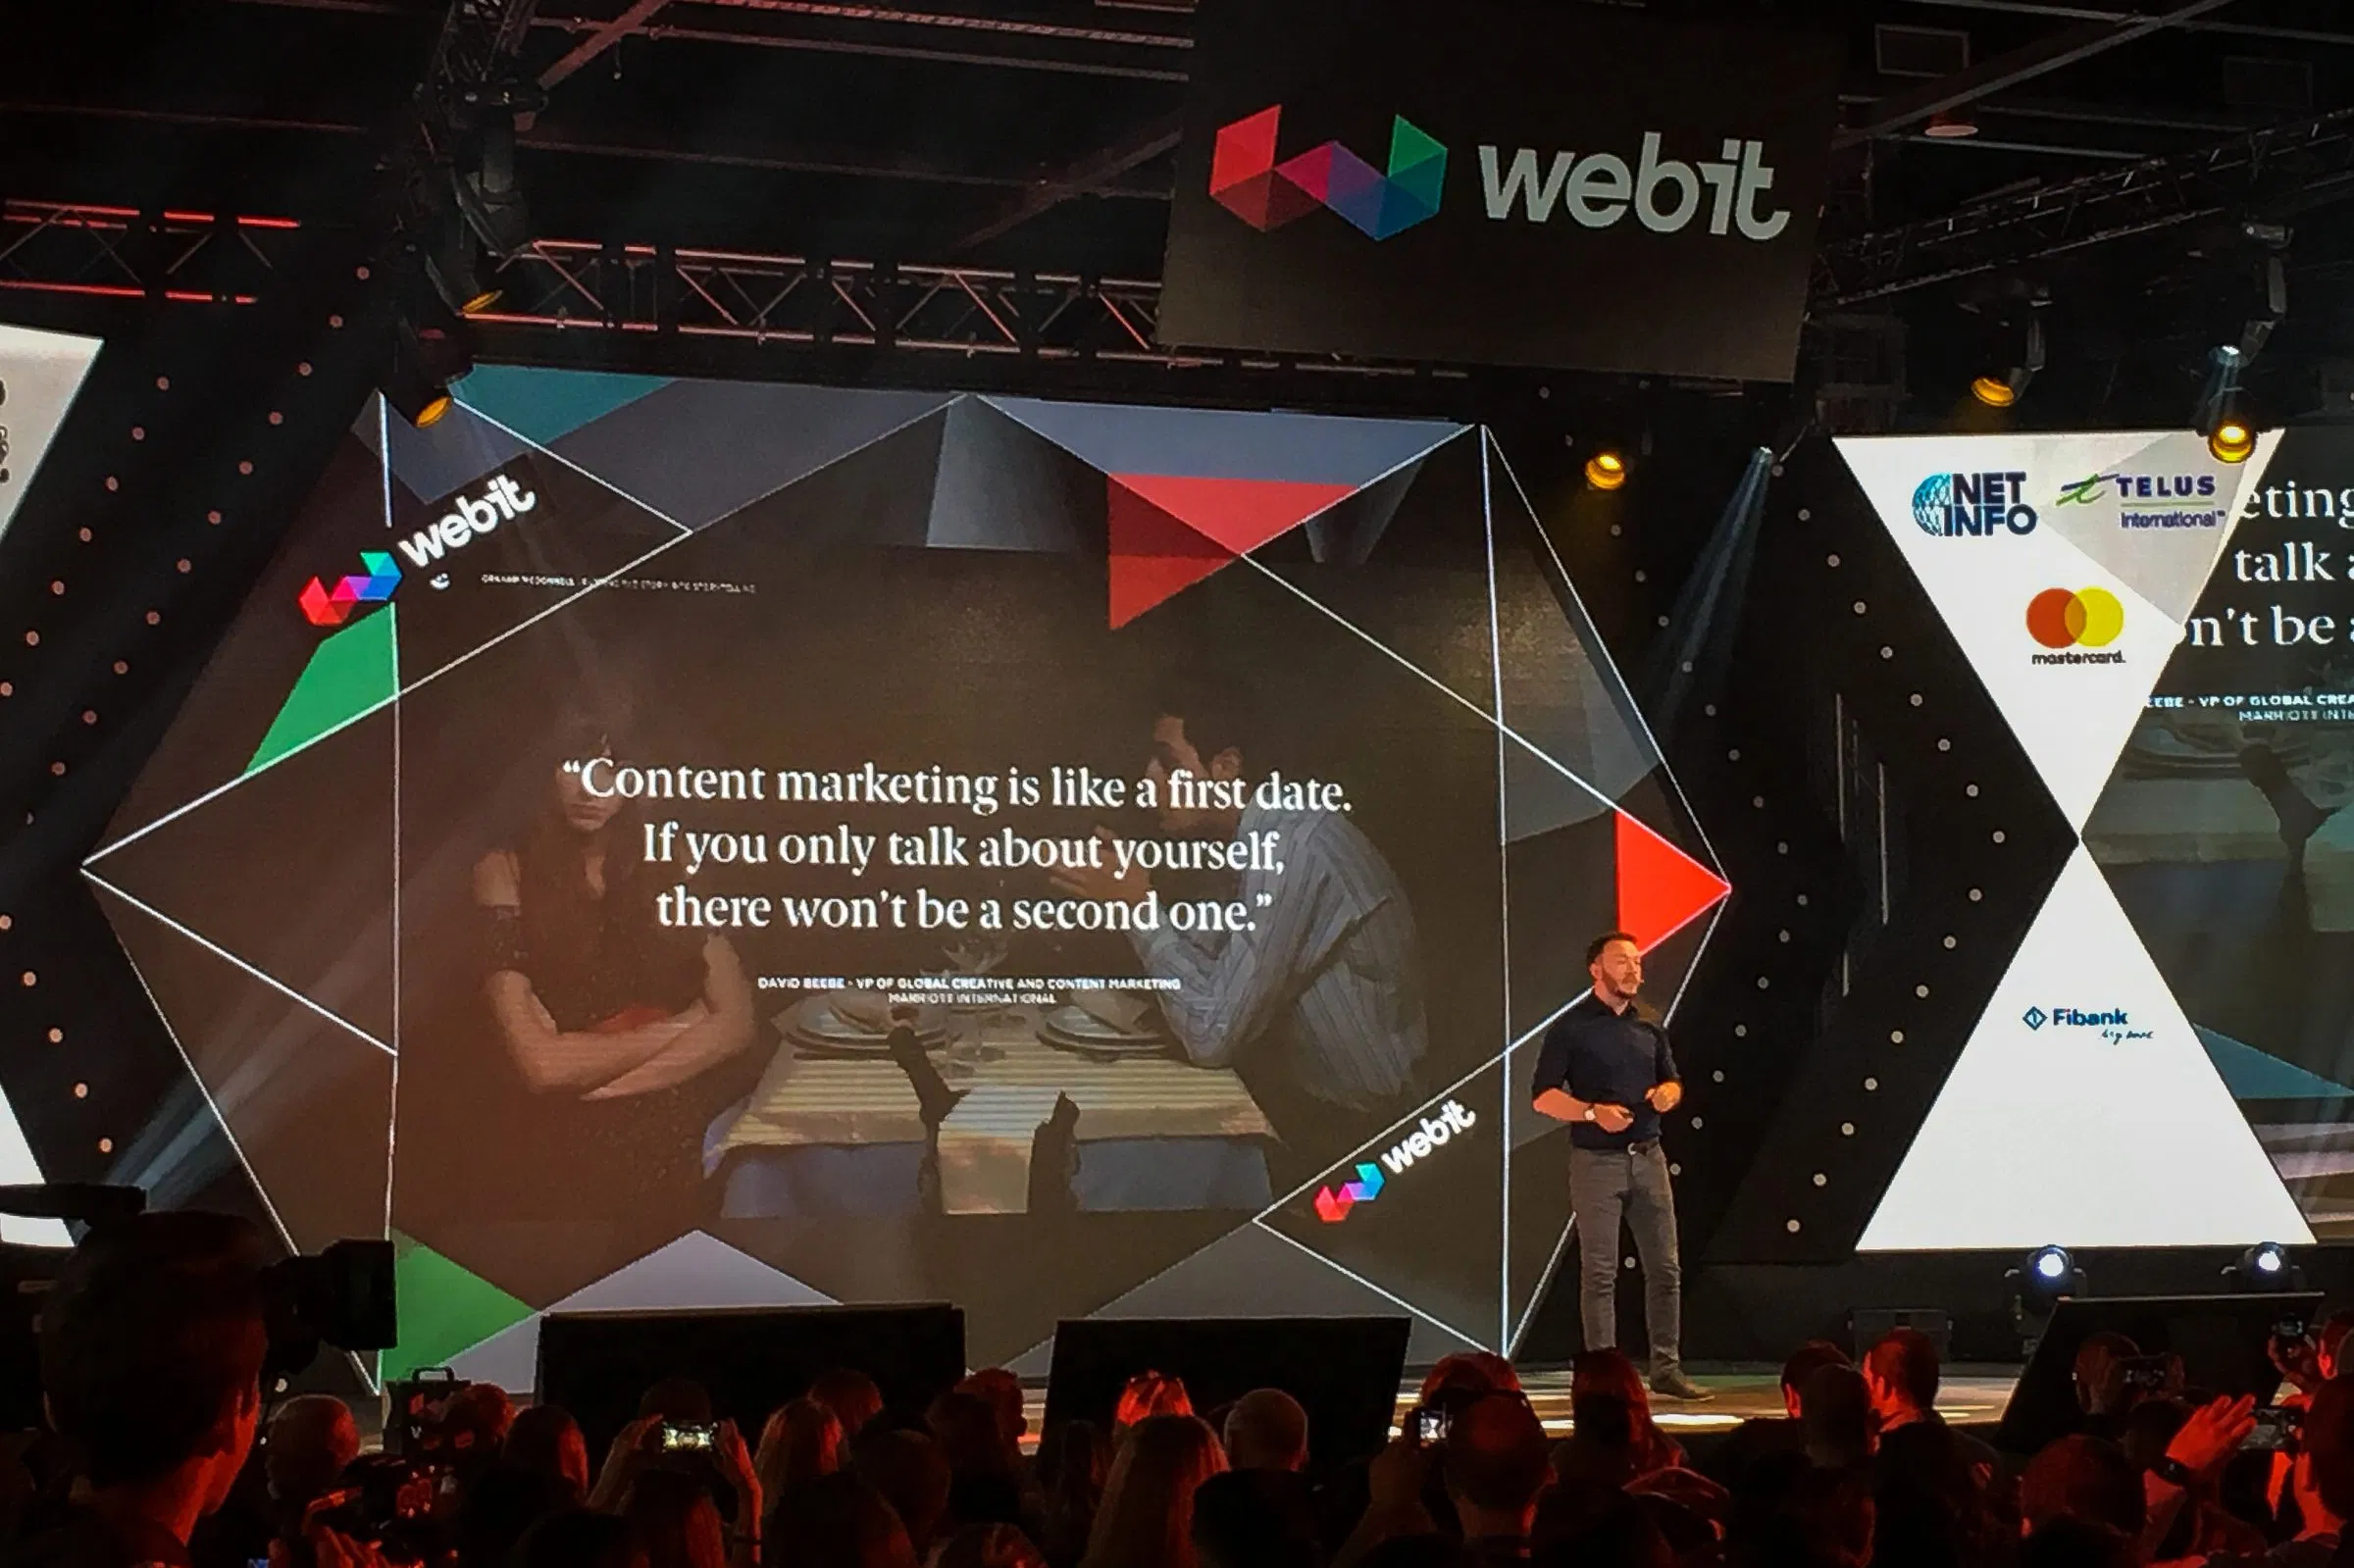 webit
webit
“Content marketing is like a first date.
If you only talk about yourself,
there won't be a second one.”
DAVID BEEBE - VP OF GLOBAL CREATIVE AND CONTENT MARKETING
MARRIOTT INTERNATIONAL
webit
NET
INFO
TELUS
International™
mastercard.
eting
talk
n't be
EEBE - VP OF GLOBAL CREA
MARRIOTT INTE
Fibank